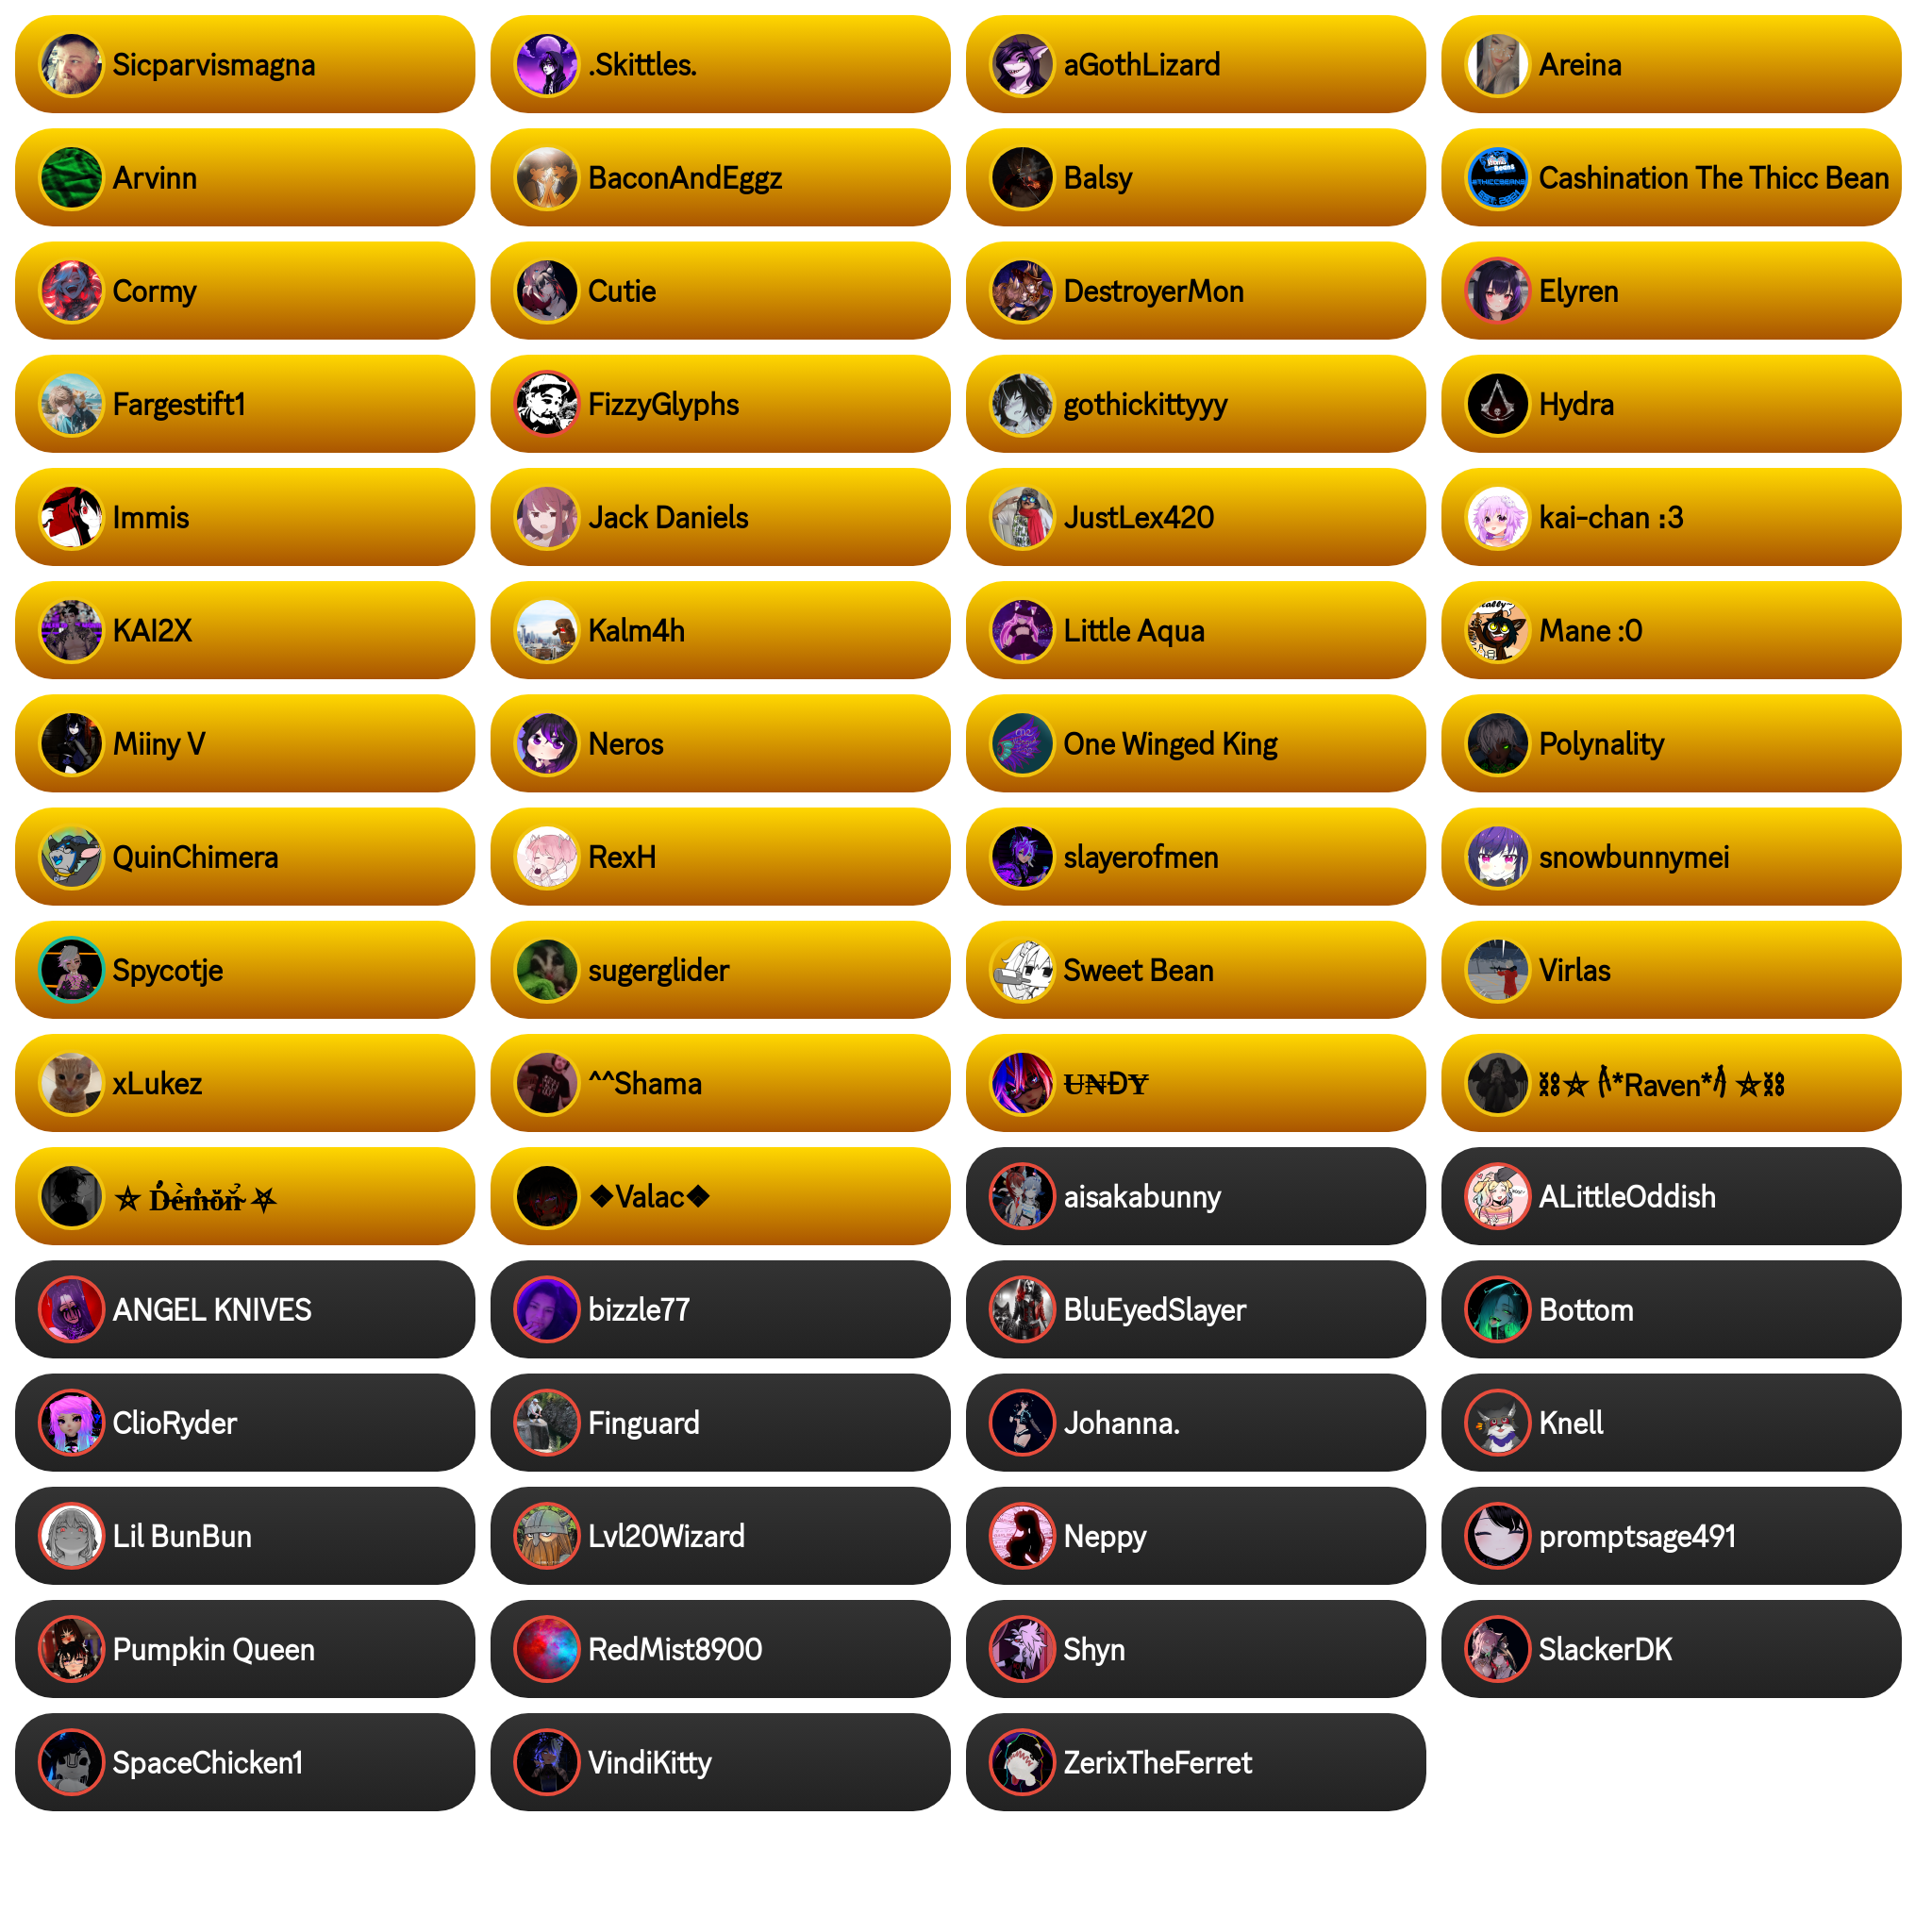 Sicparvismagna
.Skittles.
aGothLizard
Areina
Arvinn
BaconAndEggz
Balsy
Cashination The Thicc Bean
Cormy
Cutie
DestroyerMon
Elyren
Fargestift1
FizzyGlyphs
gothickittyyy
Hydra
Immis
Jack Daniels
JustLex420
kai-chan :3
KAI2X
Kalm4h
Little Aqua
Mane :0
Miiny V
Neros
One Winged King
Polynality
QuinChimera
RexH
slayerofmen
snowbunnymei
Spycotje
sugerglider
Sweet Bean
Virlas
xLukez
^^Shama
U̶N̶ĐY̶
⛓☆ *Raven* ☆⛓
☆ D̶é̶m̶ö̶n̶ ⛧
◆Valac◆
aisakabunny
ALittleOddish
ANGEL KNIVES
bizzle77
BluEyedSlayer
Bottom
ClioRyder
Finguard
Johanna.
Knell
Lil BunBun
Lvl20Wizard
Neppy
promptsage491
Pumpkin Queen
RedMist8900
Shyn
SlackerDK
SpaceChicken1
VindiKitty
ZerixTheFerret